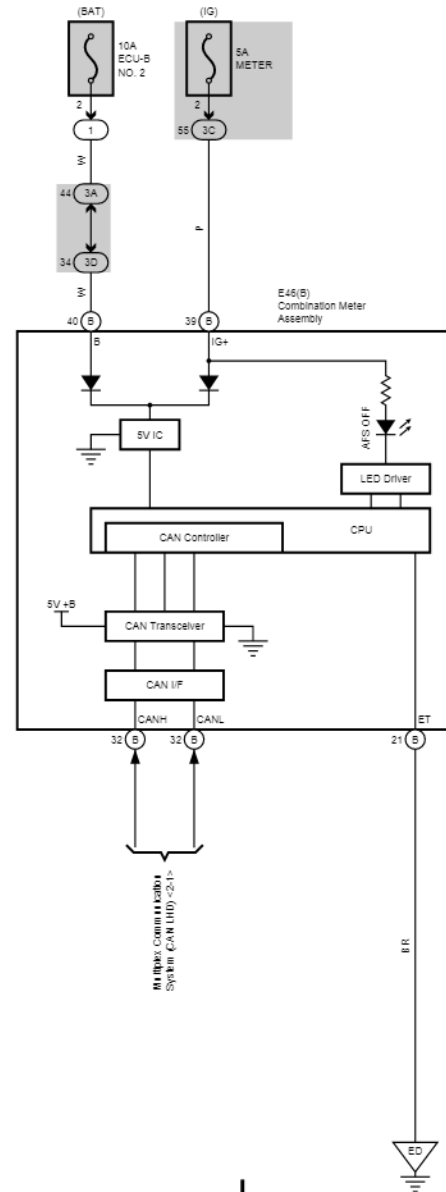 (BAT)
(IG)
10A
ECU-B
NO. 2
5A
METER
2
2
1
55 3C
W
44 3A
P
34 3D
W
E46(B)
Combination Meter
Assembly
40 B
39 B
B
IG+
AFS OFF
5V IC
LED Driver
CPU
CAN Controller
5V +B
CAN Transceiver
CAN I/F
CANH
CANL
ET
32 B
32 B
21 B
Multiplex Communication
System (CAN LHD) <2-1>
BR
ED